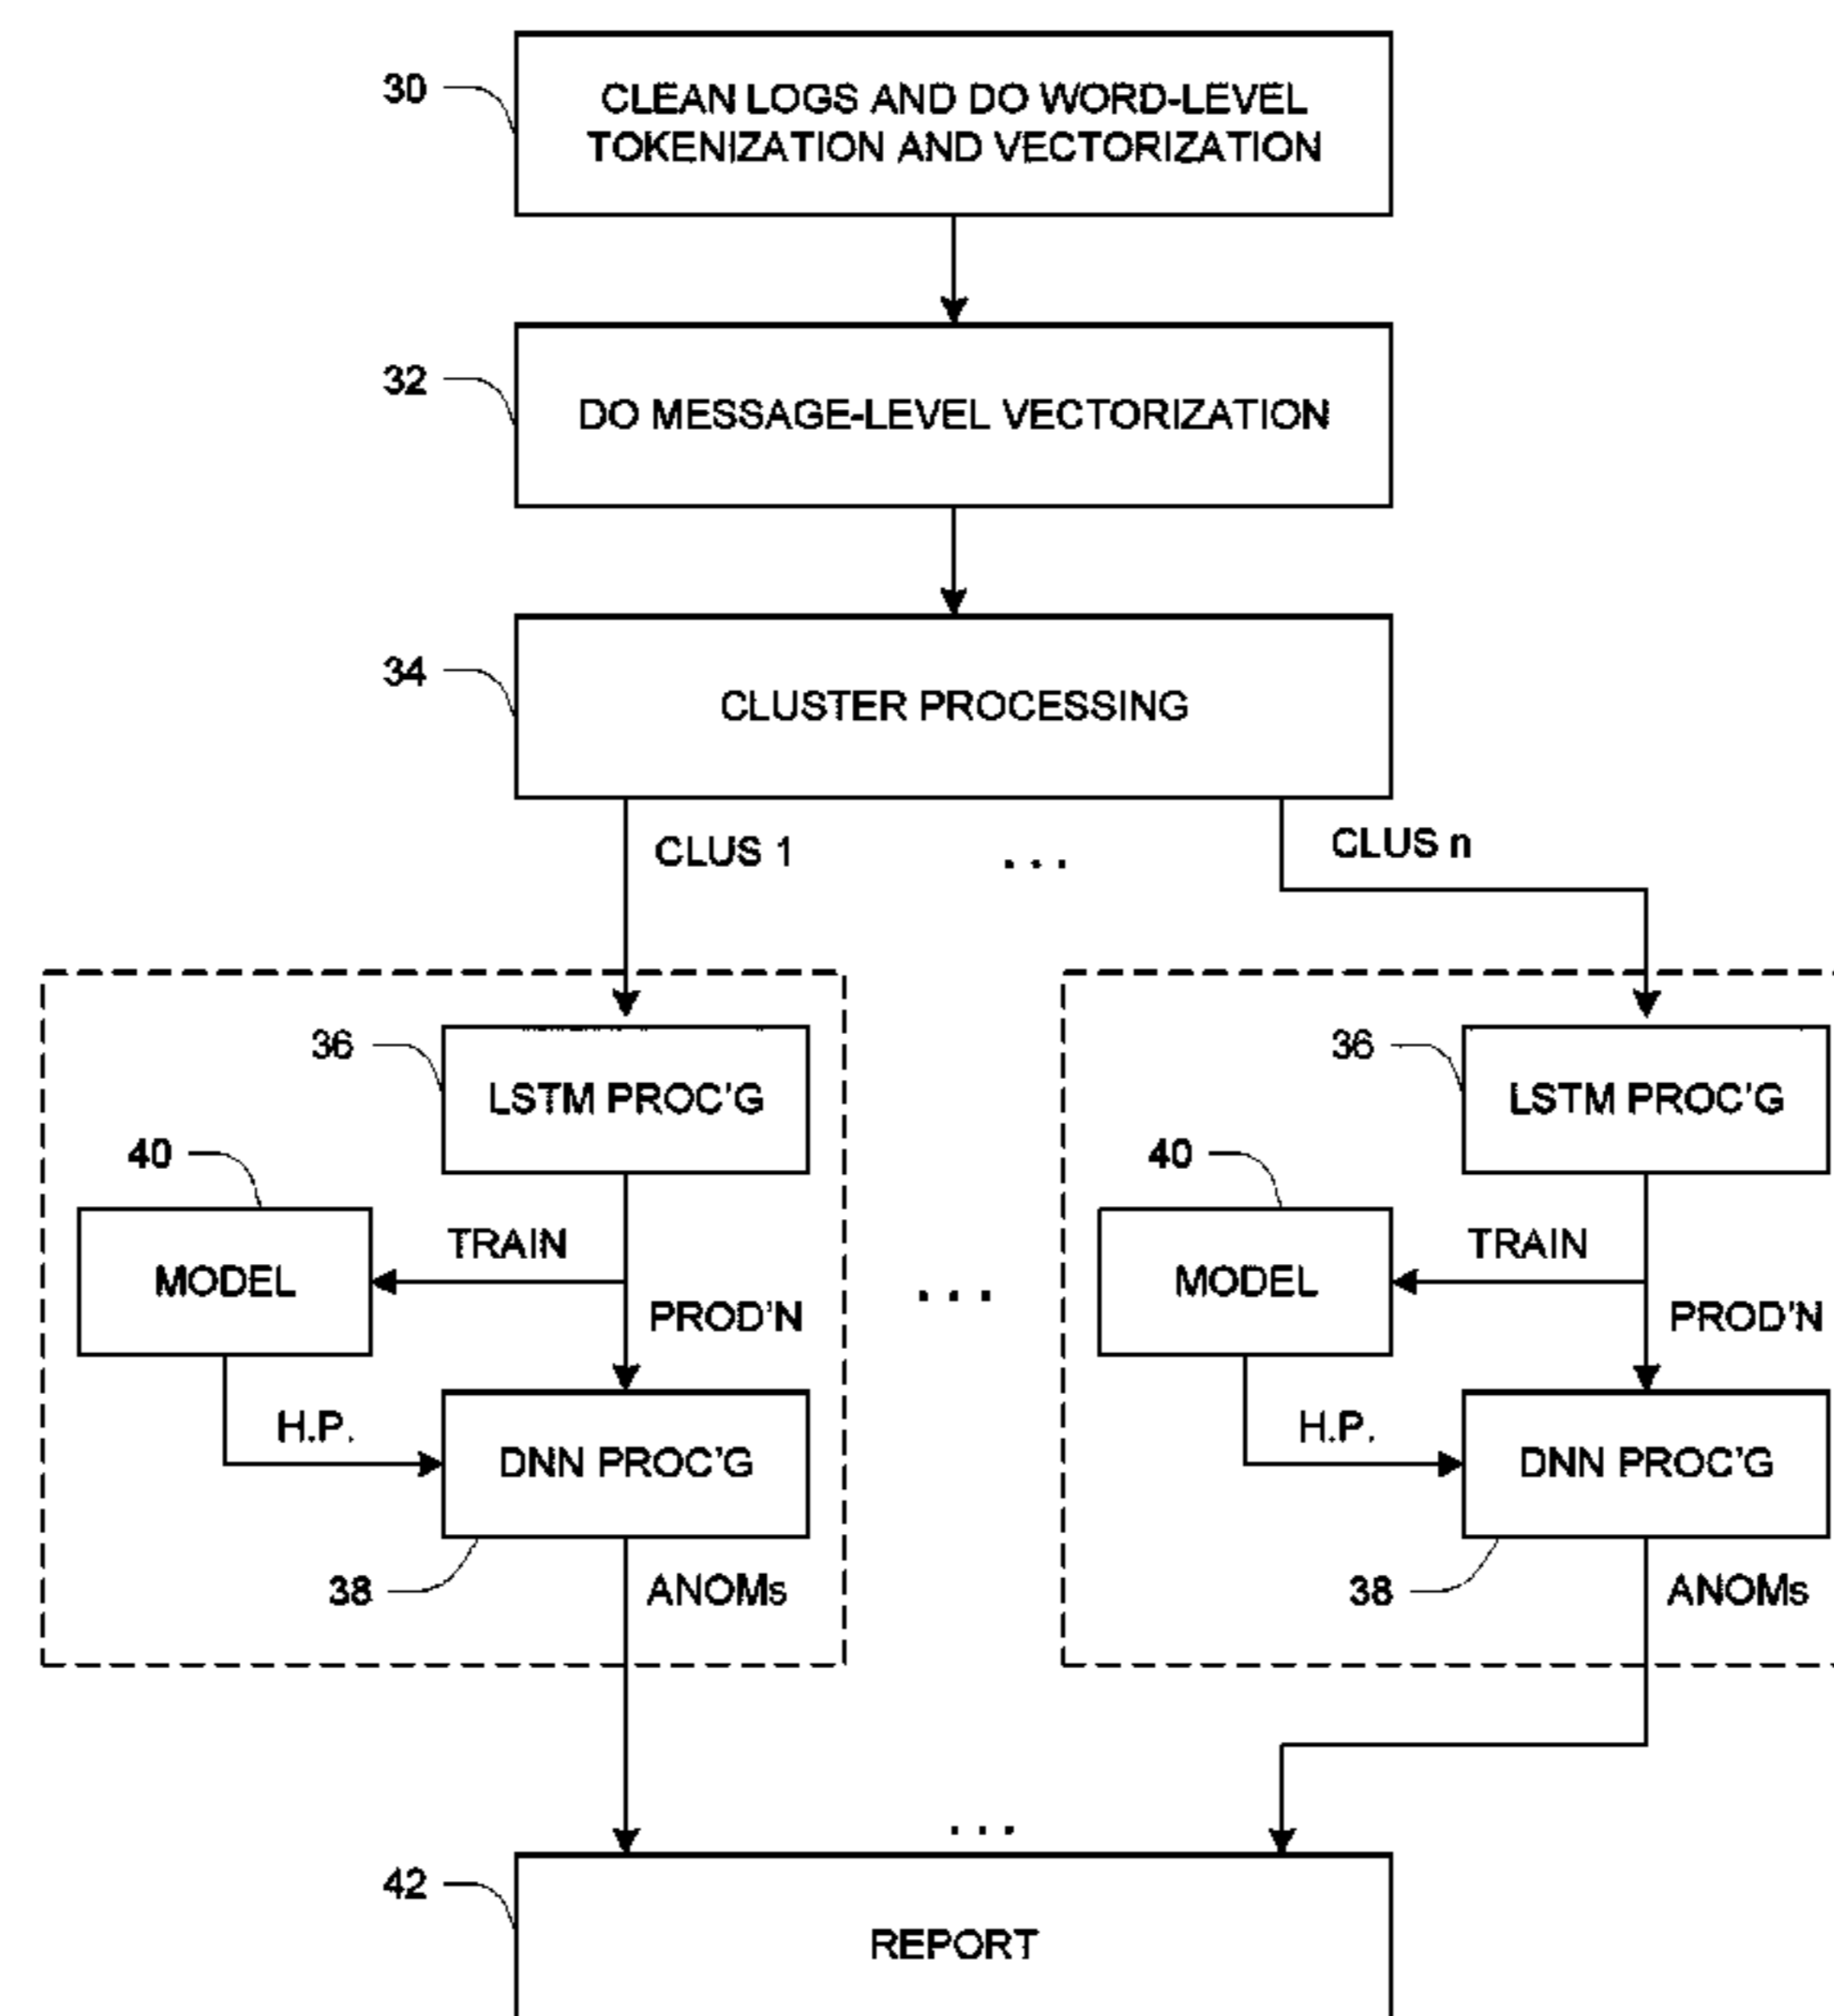 30
CLEAN LOGS AND DO WORD-LEVEL
TOKENIZATION AND VECTORIZATION
32
DO MESSAGE-LEVEL VECTORIZATION
34
CLUSTER PROCESSING
CLUS 1
...
CLUS n
36
LSTM PROC'G
40
MODEL
TRAIN
PROD'N
H.P.
DNN PROC'G
38
ANOMs
...
36
LSTM PROC'G
40
MODEL
TRAIN
PROD'N
H.P.
DNN PROC'G
38
ANOMs
...
42
REPORT